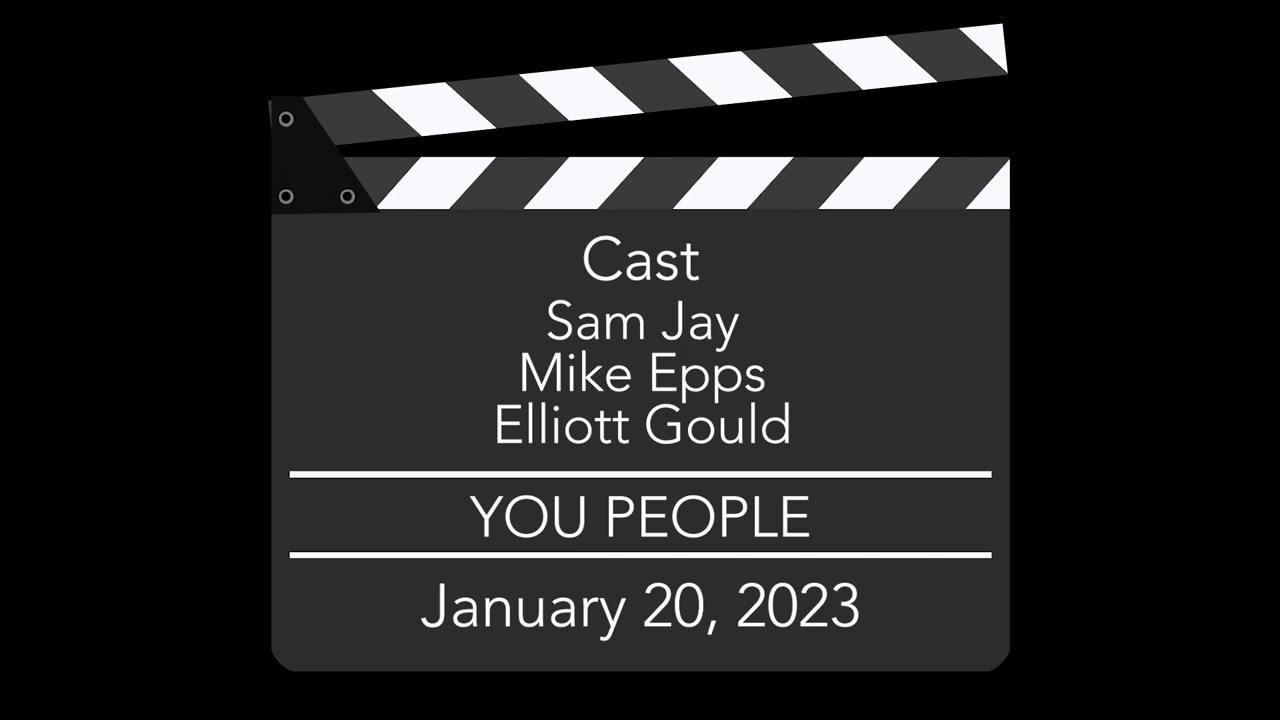 Cast
Sam Jay
Mike Epps
Elliott Gould
YOU PEOPLE
January 20, 2023